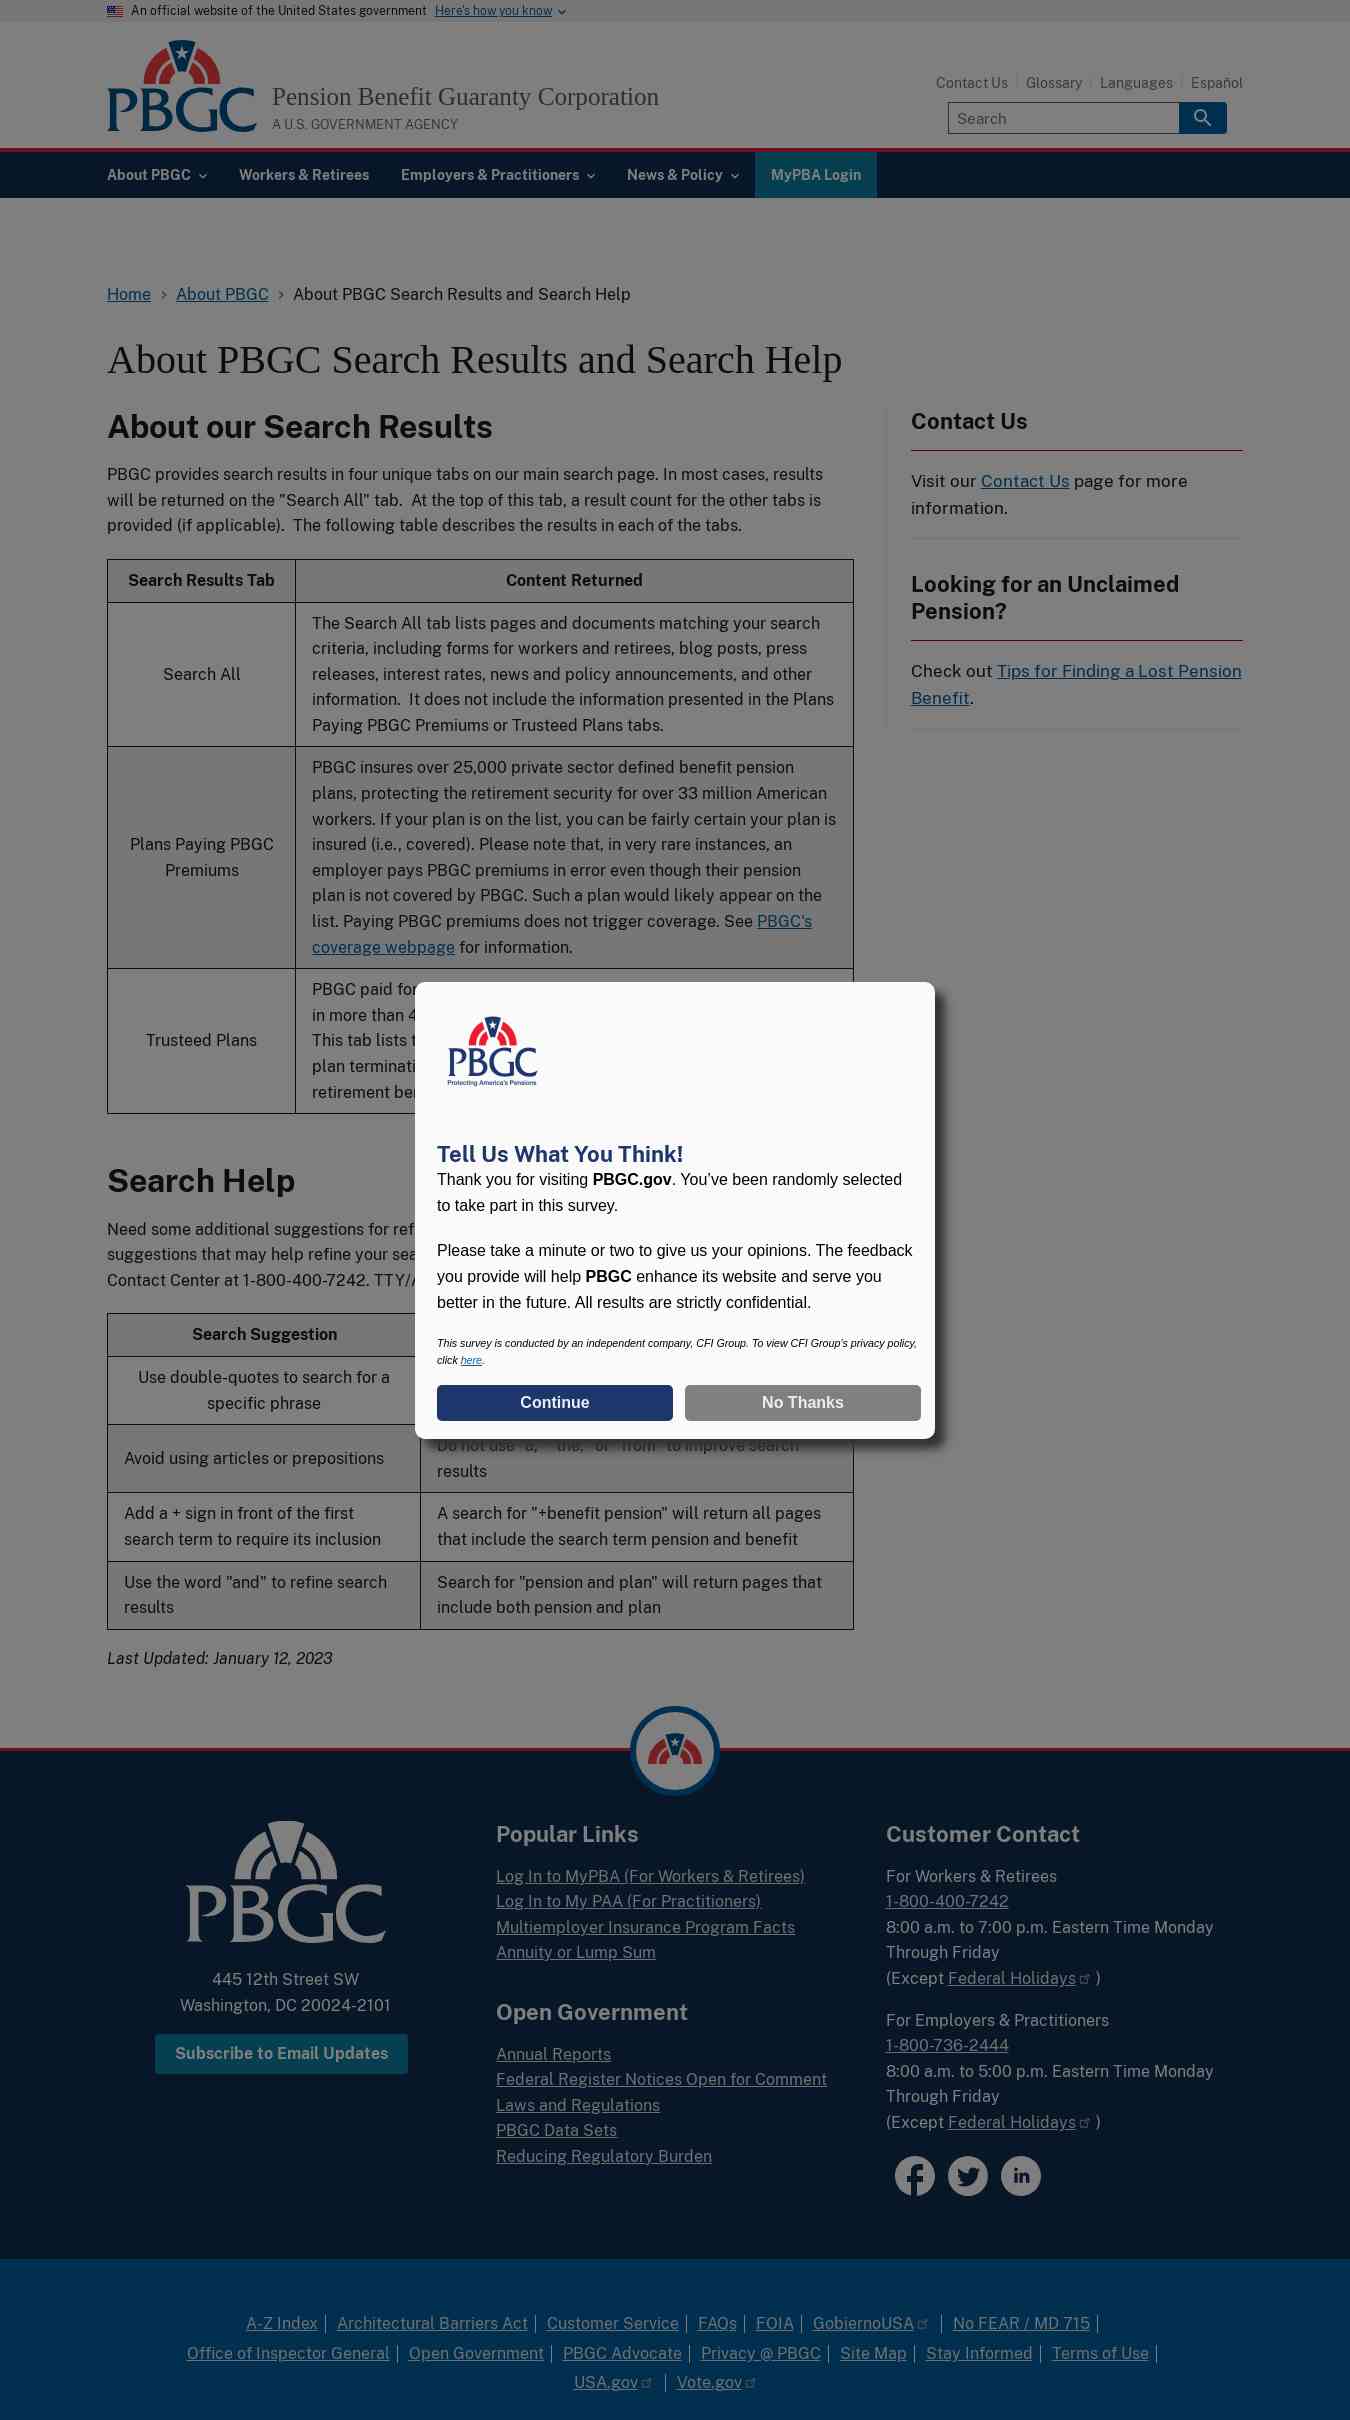 An official website of the United States government Here's how you know
PBGC
Pension Benefit Guaranty Corporation
A U.S. GOVERNMENT AGENCY
Contact Us Glossary Languages Español
Search
About PBGC Workers & Retirees Employers & Practitioners News & Policy MyPBA Login
Home About PBGC About PBGC Search Results and Search Help
About PBGC Search Results and Search Help
About our Search Results
PBGC provides search results in four unique tabs on our main search page. In most cases, results
will be returned on the "Search All" tab.  At the top of this tab, a result count for the other tabs is
provided (if applicable).  The following table describes the results in each of the tabs.
Search Results Tab Content Returned
Search All
The Search All tab lists pages and documents matching your search
criteria, including forms for workers and retirees, blog posts, press
releases, interest rates, news and policy announcements, and other
information.  It does not include the information presented in the Plans
Paying PBGC Premiums or Trusteed Plans tabs.
Plans Paying PBGC
Premiums
PBGC insures over 25,000 private sector defined benefit pension
plans, protecting the retirement security for over 33 million American
workers. If your plan is on the list, you can be fairly certain your plan is
insured (i.e., covered). Please note that, in very rare instances, an
employer pays PBGC premiums in error even though their pension
plan is not covered by PBGC. Such a plan would likely appear on the
list. Paying PBGC premiums does not trigger coverage. See PBGC's
coverage webpage for information.
Trusteed Plans
PBGC paid for
in more than
This tab lists
plan
retirement
Contact Us
Visit our Contact Us page for more
information.
Looking for an Unclaimed
Pension?
Check out Tips for Finding a Lost Pension
Benefit.
PBGC
Protecting America's Pensions
Tell Us What You Think!
Thank you for visiting PBGC.gov. You've been randomly selected
to take part in this survey.
Please take a minute or two to give us your opinions. The feedback
you provide will help PBGC enhance its website and serve you
better in the future. All results are strictly confidential.
This survey is conducted by an independent company, CFI Group. To view CFI Group's privacy policy,
click here.
Continue No Thanks
Search Help
Need some additional suggestions for
suggestions that may help refine your
Contact Center at 1-800-400-7242.
Search Suggestion
Use double-quotes to search for a
specific phrase
Avoid using articles or prepositions
Do not use "a," "the," or "from" to improve search
results
Add a + sign in front of the first
search term to require its inclusion
A search for "+benefit pension" will return all pages
that include the search term pension and benefit
Use the word "and" to refine search
results
Search for "pension and plan" will return pages that
include both pension and plan
Last Updated: January 12, 2023
PBGC
445 12th Street SW
Washington, DC 20024-2101
Subscribe to Email Updates
Popular Links
Log In to MyPBA (For Workers & Retirees)
Log In to My PAA (For Practitioners)
Multiemployer Insurance Program Facts
Annuity or Lump Sum
Open Government
Annual Reports
Federal Register Notices Open for Comment
Laws and Regulations
PBGC Data Sets
Reducing Regulatory Burden
Customer Contact
For Workers & Retirees
1-800-400-7242
8:00 a.m. to 7:00 p.m. Eastern Time Monday
Through Friday
(Except Federal Holidays )
For Employers & Practitioners
1-800-736-2444
8:00 a.m. to 5:00 p.m. Eastern Time Monday
Through Friday
(Except Federal Holidays )
in
A-Z Index Architectural Barriers Act Customer Service FAQs FOIA GobiernoUSA No FEAR / MD 715
Office of Inspector General Open Government PBGC Advocate Privacy @ PBGC Site Map Stay Informed Terms of Use
USA.gov Vote.gov